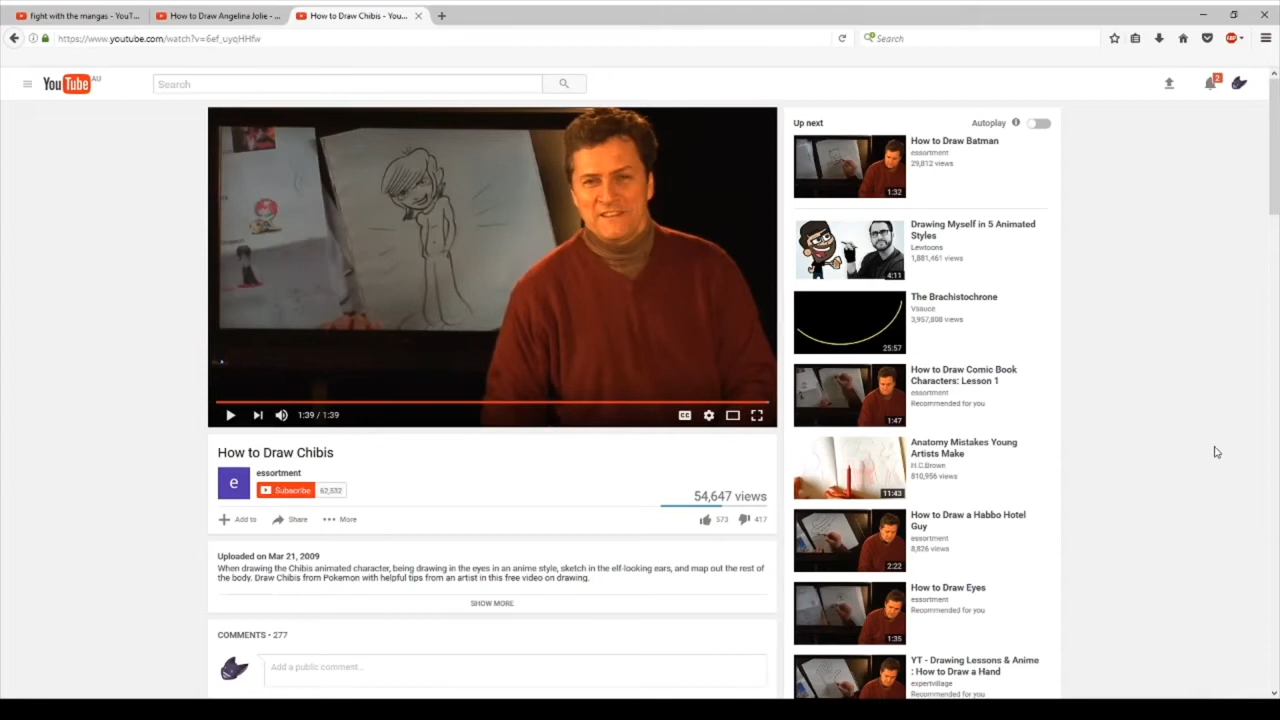 fight with the mangas - YouT...
How to Draw Angelina Jolie - ...
How to Draw Chibis - You...
https://www.youtube.com/watch?v=6ef_uyqHHfw
Search
ABP
YouTube AU
Search
2
Up next
Autoplay
How to Draw Batman
essortment
29,812 views
1:32
Drawing Myself in 5 Animated
Styles
Lewtoons
1,881,461 views
4:11
The Brachistochrone
Vsauce
3,957,808 views
25:57
How to Draw Comic Book
Characters: Lesson 1
essortment
Recommended for you
1:47
Anatomy Mistakes Young
Artists Make
N.C.Brown
810,956 views
11:43
How to Draw a Habbo Hotel
Guy
essortment
8,826 views
2:22
How to Draw Eyes
essortment
Recommended for you
1:35
YT - Drawing Lessons & Anime
: How to Draw a Hand
expertvillage
Recommended for you
1:39 / 1:39
CC
How to Draw Chibis
e
essortment
Subscribe 62,532
54,647 views
Add to Share More
573 417
Uploaded on Mar 21, 2009
When drawing the Chibis animated character, being drawing in the eyes in an anime style, sketch in the elf-looking ears, and map out the rest of
the body. Draw Chibis from Pokemon with helpful tips from an artist in this free video on drawing.
SHOW MORE
COMMENTS • 277
Add a public comment...